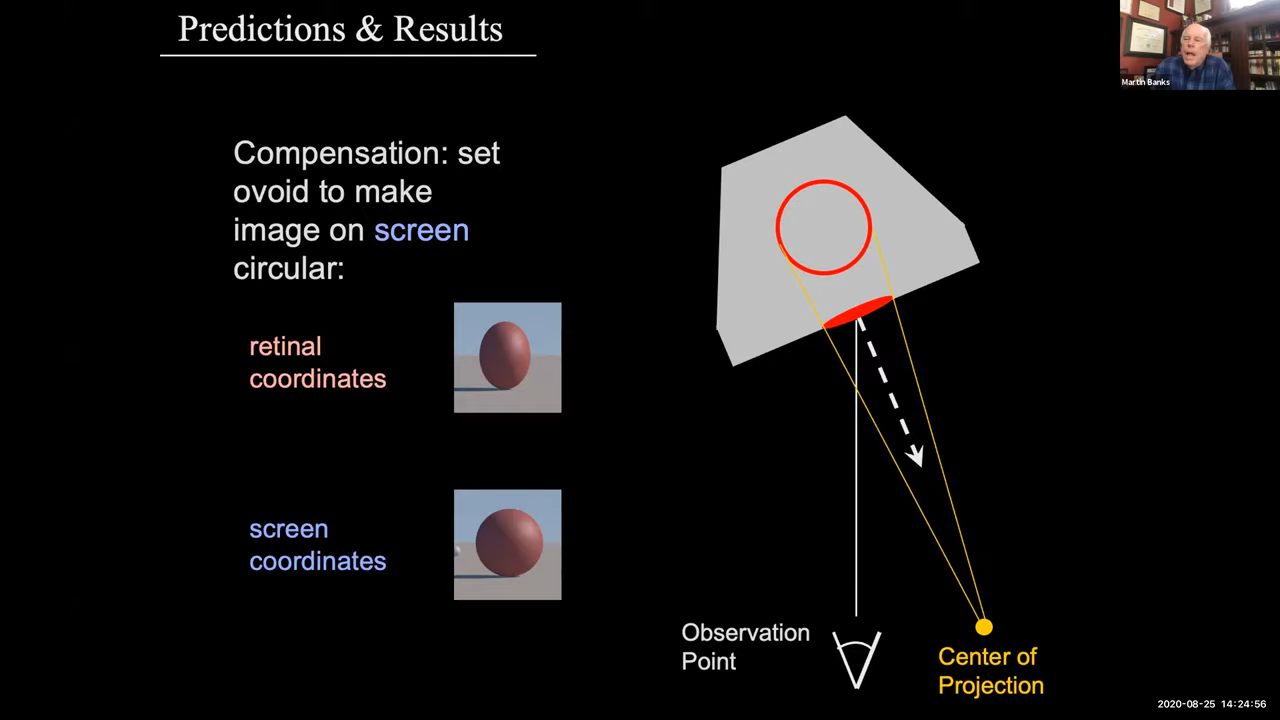 Predictions & Results
Martin Banks
Compensation: set
ovoid to make
image on screen
circular:
retinal
coordinates
screen
coordinates
Observation
Point
Center of
Projection
2020-08-25 14:24:56